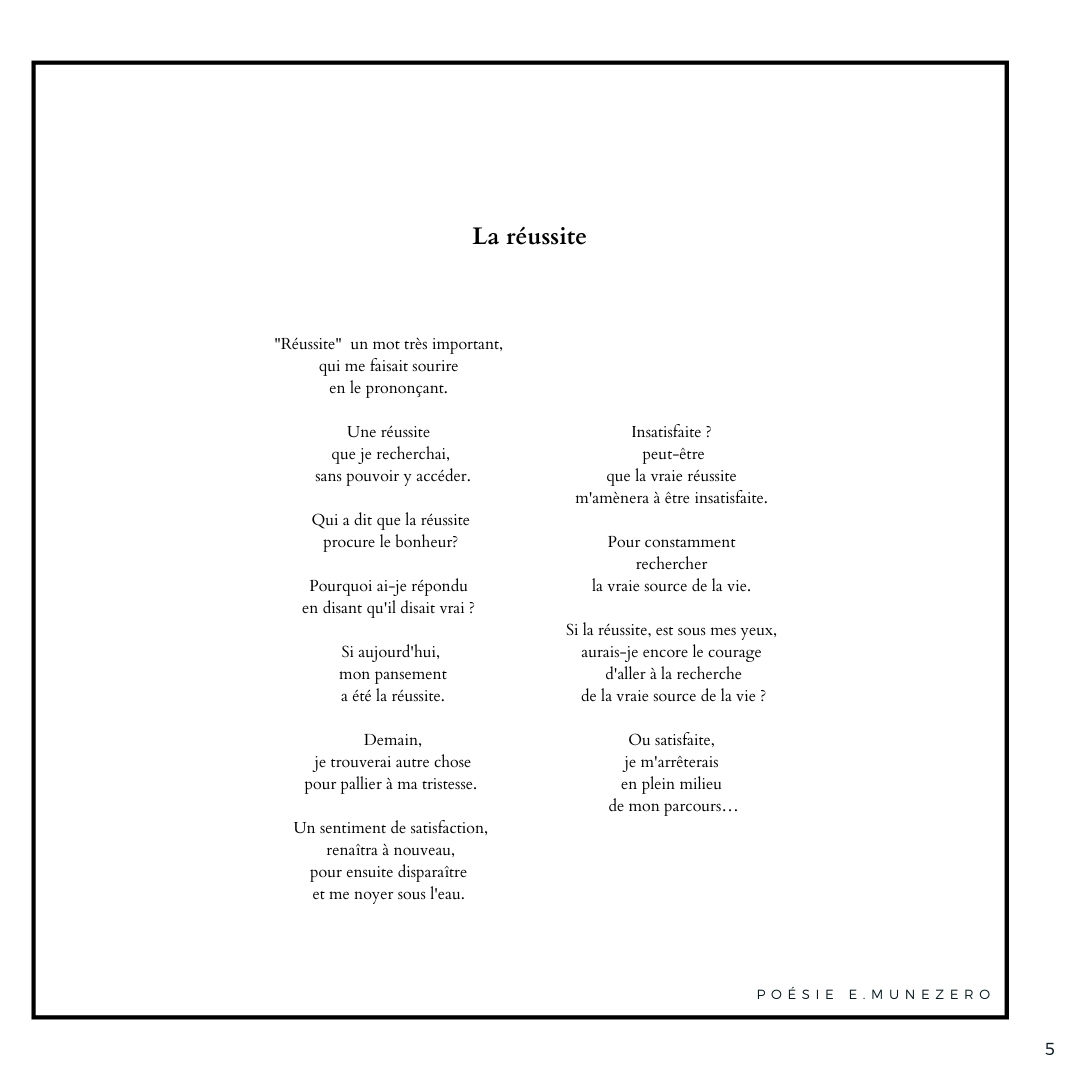 La réussite
"Réussite"  un mot très important,
qui me faisait sourire
en le prononçant.
Une réussite
que je recherchai,
sans pouvoir y accéder.
Qui a dit que la réussite
procure le bonheur?
Pourquoi ai-je répondu
en disant qu'il disait vrai ?
Si aujourd'hui,
mon pansement
a été la réussite.
Demain,
je trouverai autre chose
pour pallier à ma tristesse.
Un sentiment de satisfaction,
renaîtra à nouveau,
pour ensuite disparaître
et me noyer sous l'eau.
Insatisfaite ?
peut-être
que la vraie réussite
m'amènera à être insatisfaite.
Pour constamment
rechercher
la vraie source de la vie.
Si la réussite, est sous mes yeux,
aurais-je encore le courage
d'aller à la recherche
de la vraie source de la vie ?
Ou satisfaite,
je m'arrêterais
en plein milieu
de mon parcours…
POÉSIE E.MUNEZERO
5